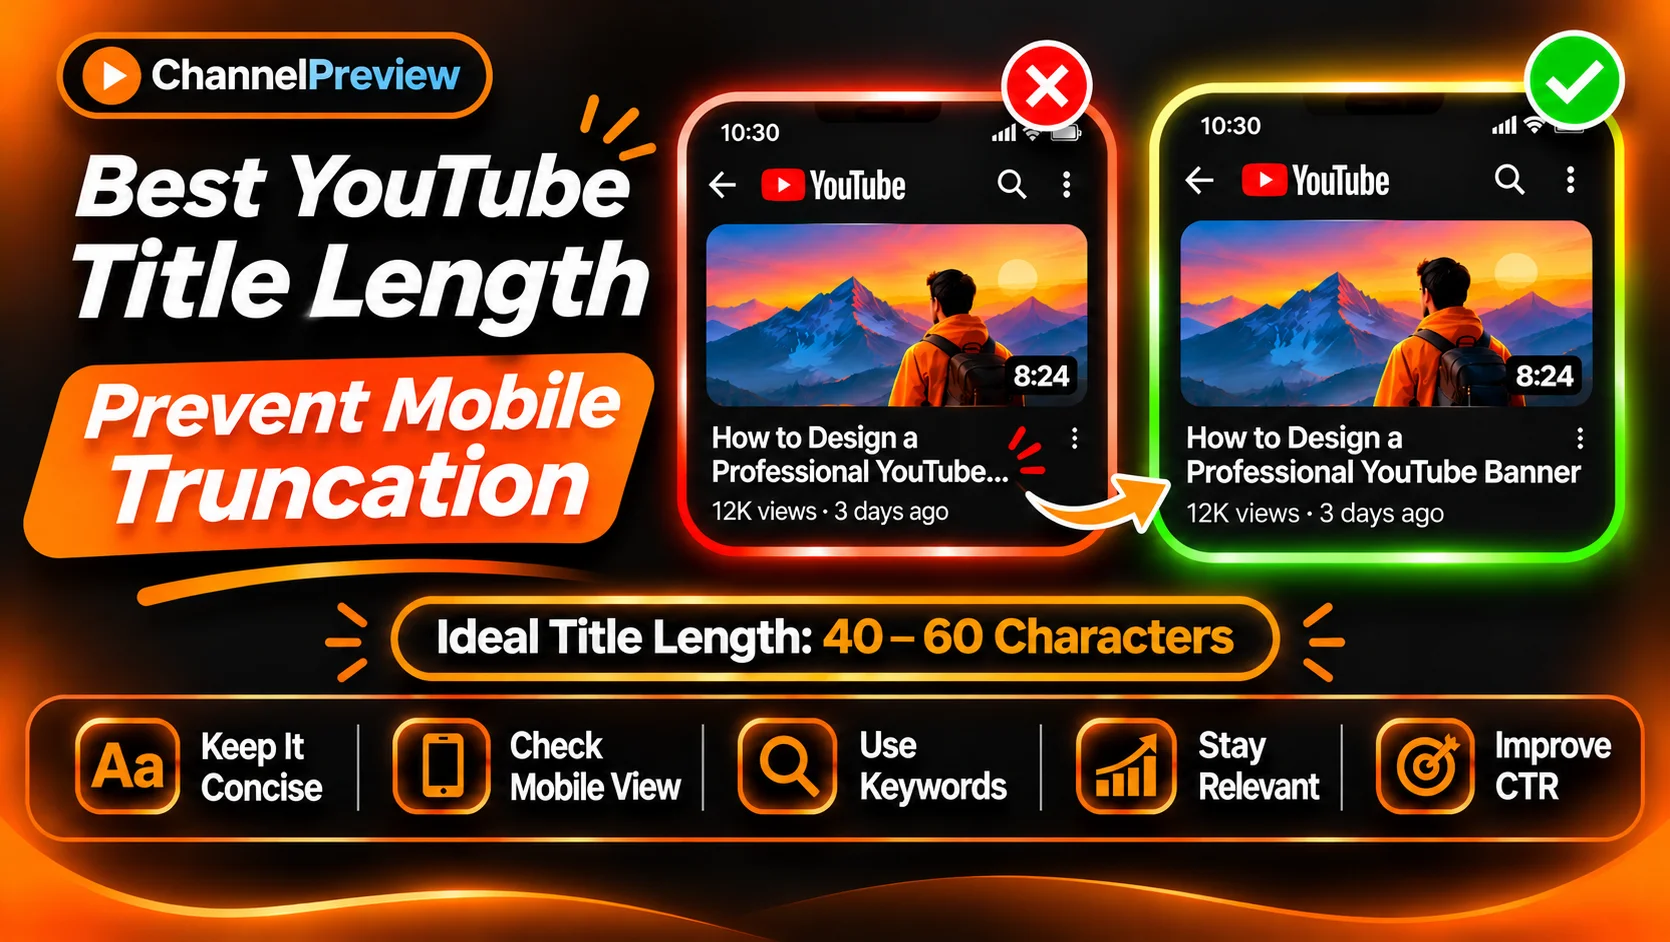 ChannelPreview
Best YouTube
Title Length
Prevent Mobile
Truncation
10:30
YouTube
8:24
How to Design a
Professional YouTube...
12K views · 3 days ago
10:30
YouTube
8:24
How to Design a
Professional YouTube Banner
12K views · 3 days ago
Ideal Title Length: 40 – 60 Characters
Aa
Keep It
Concise
Check
Mobile View
Use
Keywords
Stay
Relevant
Improve
CTR